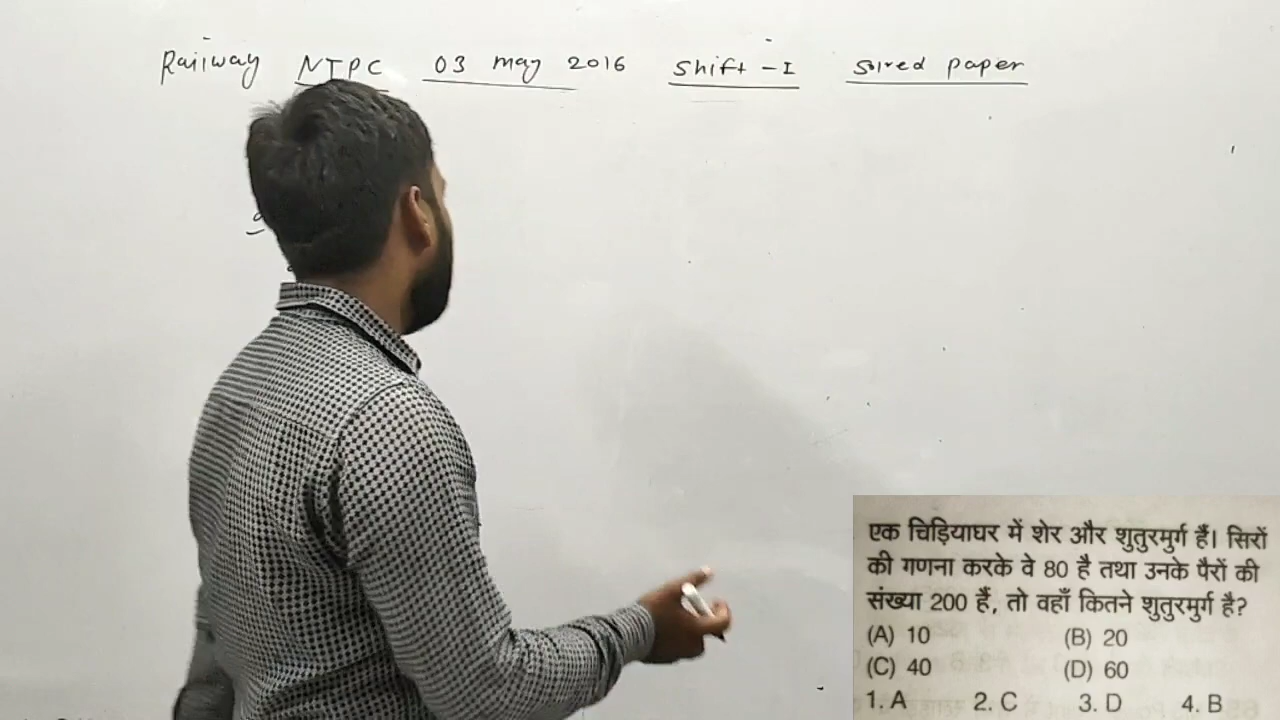 Railway NTPC 03 May 2016 Shift-I Solved paper
एक चिड़ियाघर में शेर और शुतुरमुर्ग हैं। सिरों
की गणना करके वे 80 है तथा उनके पैरों की
संख्या 200 हैं, तो वहाँ कितने शुतुरमुर्ग है?
(A) 10 (B) 20
(C) 40 (D) 60
1. A 2. C 3. D 4. B